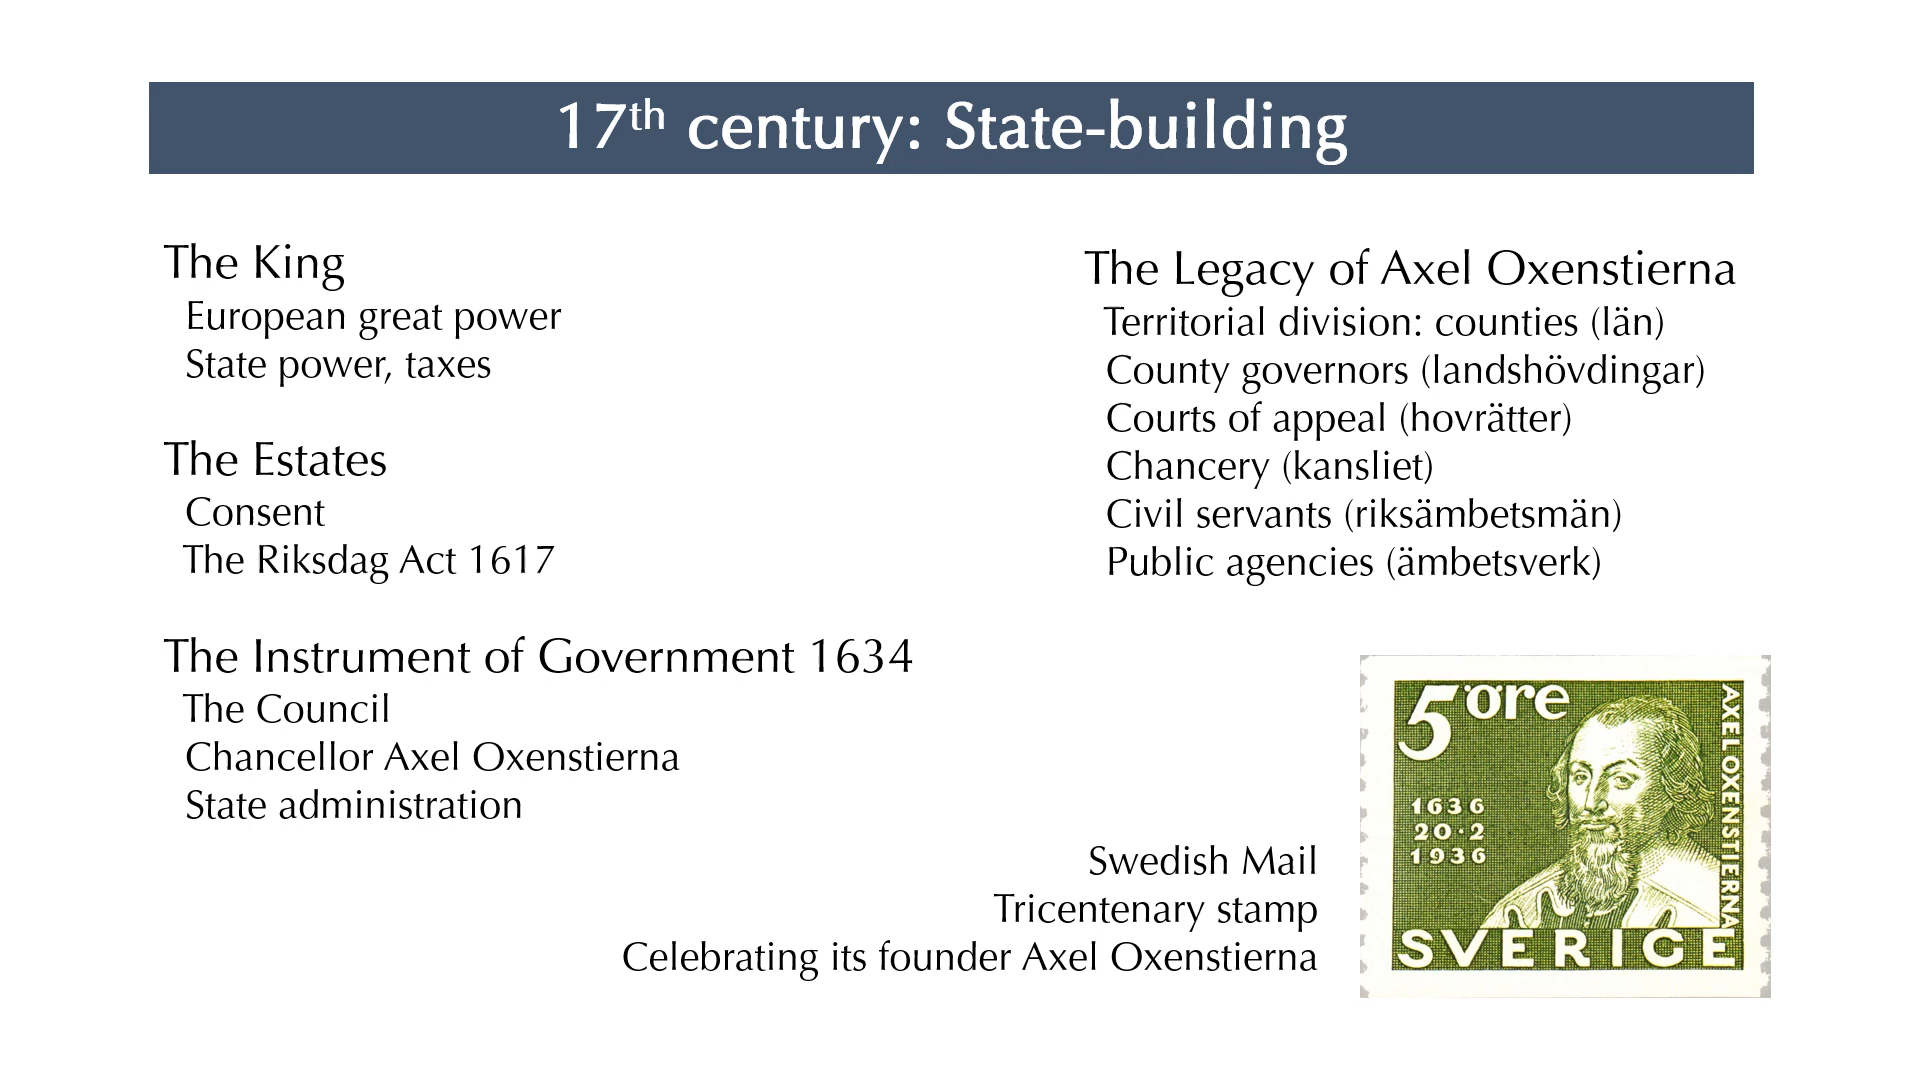 17th century: State-building
The King
European great power
State power, taxes
The Estates
Consent
The Riksdag Act 1617
The Instrument of Government 1634
The Council
Chancellor Axel Oxenstierna
State administration
The Legacy of Axel Oxenstierna
Territorial division: counties (län)
County governors (landshövdingar)
Courts of appeal (hovrätter)
Chancery (kansliet)
Civil servants (riksämbetsmän)
Public agencies (ämbetsverk)
Swedish Mail
Tricentenary stamp
Celebrating its founder Axel Oxenstierna
5 öre
AXEL OXENSTIERNA
1636
20·2
1936
SVERIGE